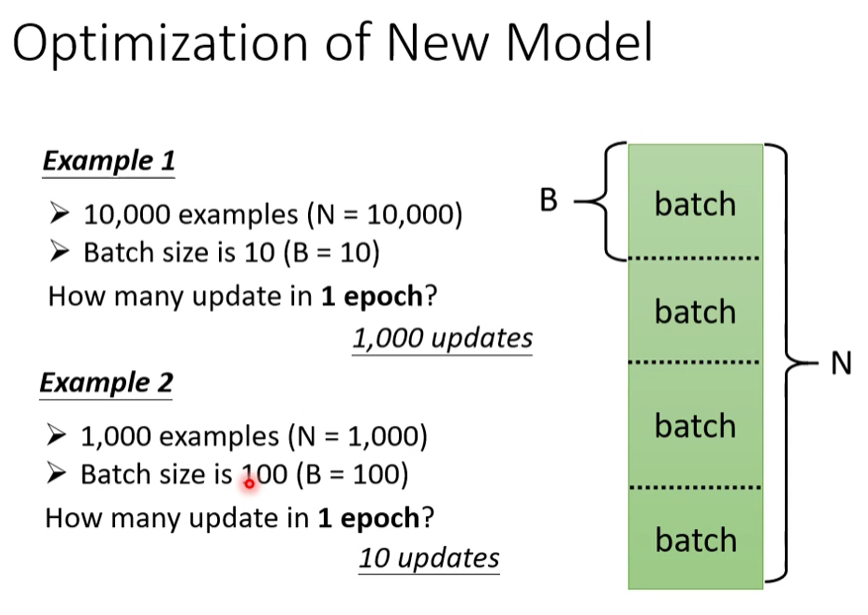 Optimization of New Model
Example 1
➢ 10,000 examples (N = 10,000)
➢ Batch size is 10 (B = 10)
How many update in 1 epoch?
1,000 updates
Example 2
➢ 1,000 examples (N = 1,000)
➢ Batch size is 100 (B = 100)
How many update in 1 epoch?
10 updates
B
batch
batch
batch
batch
N